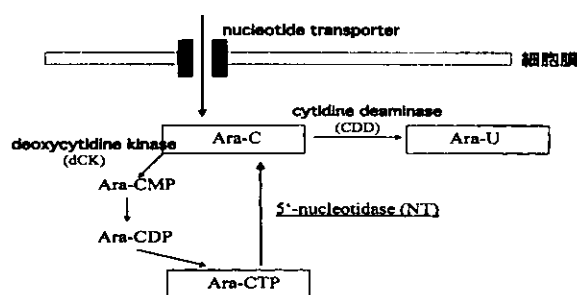 nucleotide transporter
細胞膜
cytidine deaminase
(CDD)
deoxycytidine kinase
(dCK)
Ara-C
Ara-U
Ara-CMP
5'-nucleotidase (NT)
Ara-CDP
Ara-CTP